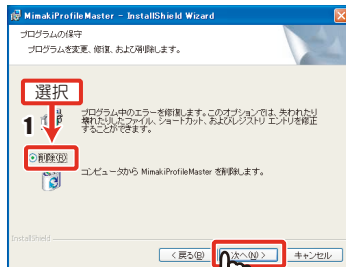 MimakiProfileMaster - InstallShield Wizard
プログラムの保守
プログラムを変更、修復、および削除します。
選択
1
プログラム中のエラーを修復します。このオプションでは、失われたり
壊れたりしたファイル、ショートカット、およびレジストリ エントリを修正
することができます。
削除(R)
コンピュータから MimakiProfileMaster を削除します。
InstallShield
< 戻る(B)
次へ(N) >
キャンセル